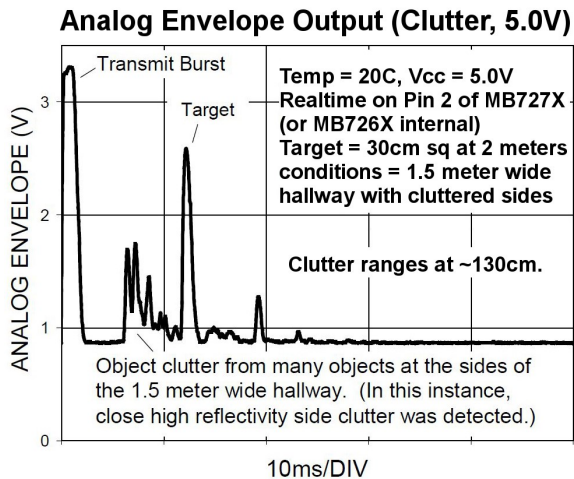 Analog Envelope Output (Clutter, 5.0V)
Transmit Burst
Target
Temp = 20C, Vcc = 5.0V
Realtime on Pin 2 of MB727X
(or MB726X internal)
Target = 30cm sq at 2 meters
conditions = 1.5 meter wide
hallway with cluttered sides
Clutter ranges at ~130cm.
Object clutter from many objects at the sides of
the 1.5 meter wide hallway. (In this instance,
close high reflectivity side clutter was detected.)
ANALOG ENVELOPE (V)
3
2
1
0
10ms/DIV